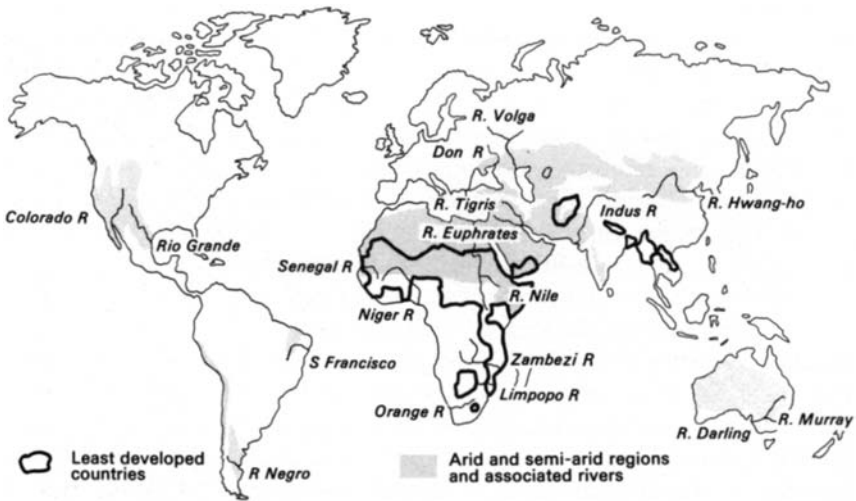 R. Volga
Don R
R. Tigris
Indus R
R. Hwang-ho
Colorado R
Rio Grande
R. Euphrates
Senegal R
R. Nile
Niger R
S Francisco
Zambezi R
Limpopo R
Orange R
R. Murray
R. Darling
R Negro
Least developed
countries
Arid and semi-arid regions
and associated rivers